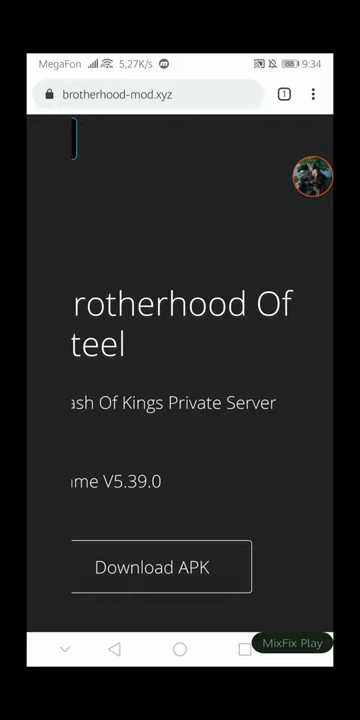 MegaFon 5,27K/s 88 9:34
brotherhood-mod.xyz 1
rotherhood Of
teel
ash Of Kings Private Server
ame V5.39.0
Download APK
MixFix Play